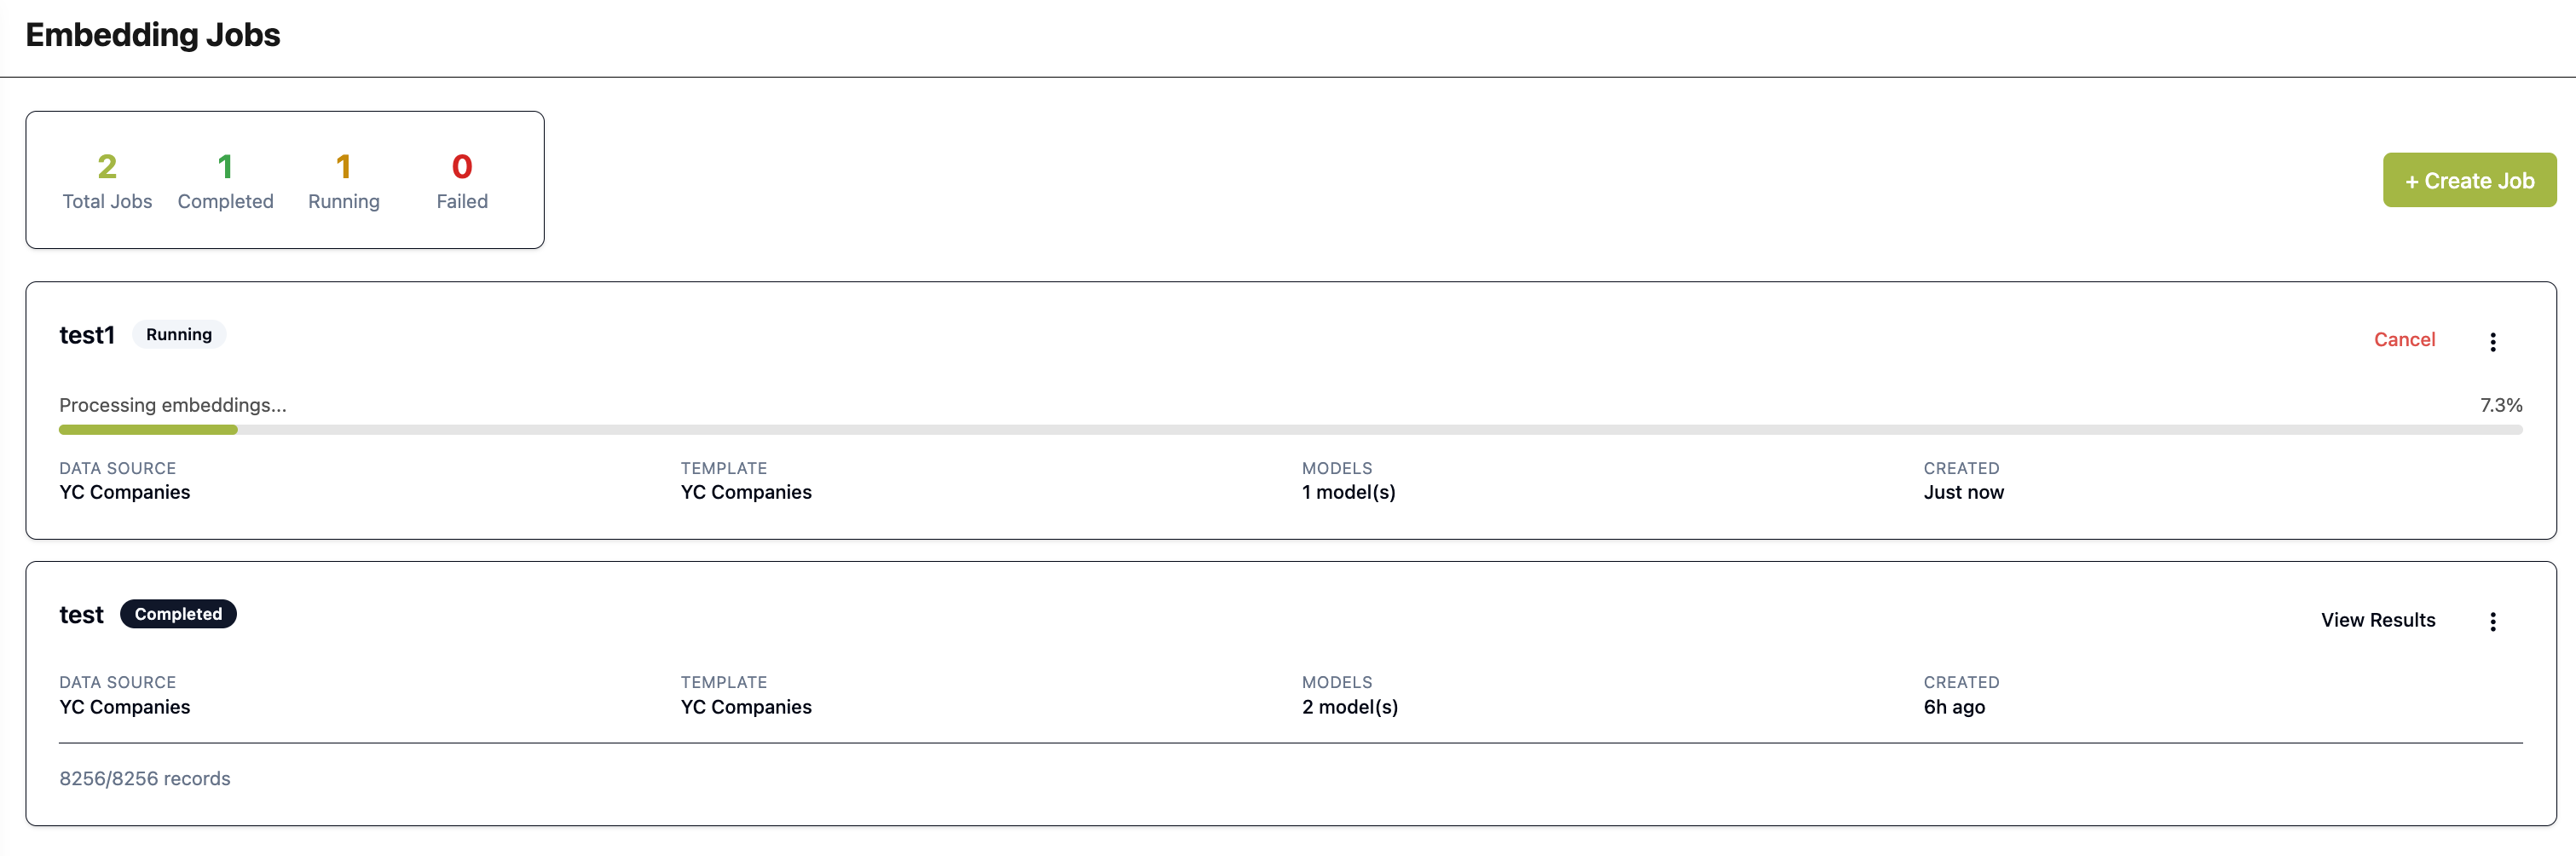 Embedding Jobs
2 1 1 0
Total Jobs Completed Running Failed
+ Create Job
test1 Running Cancel
Processing embeddings... 7.3%
DATA SOURCE TEMPLATE MODELS CREATED
YC Companies YC Companies 1 model(s) Just now
test Completed View Results
DATA SOURCE TEMPLATE MODELS CREATED
YC Companies YC Companies 2 model(s) 6h ago
8256/8256 records